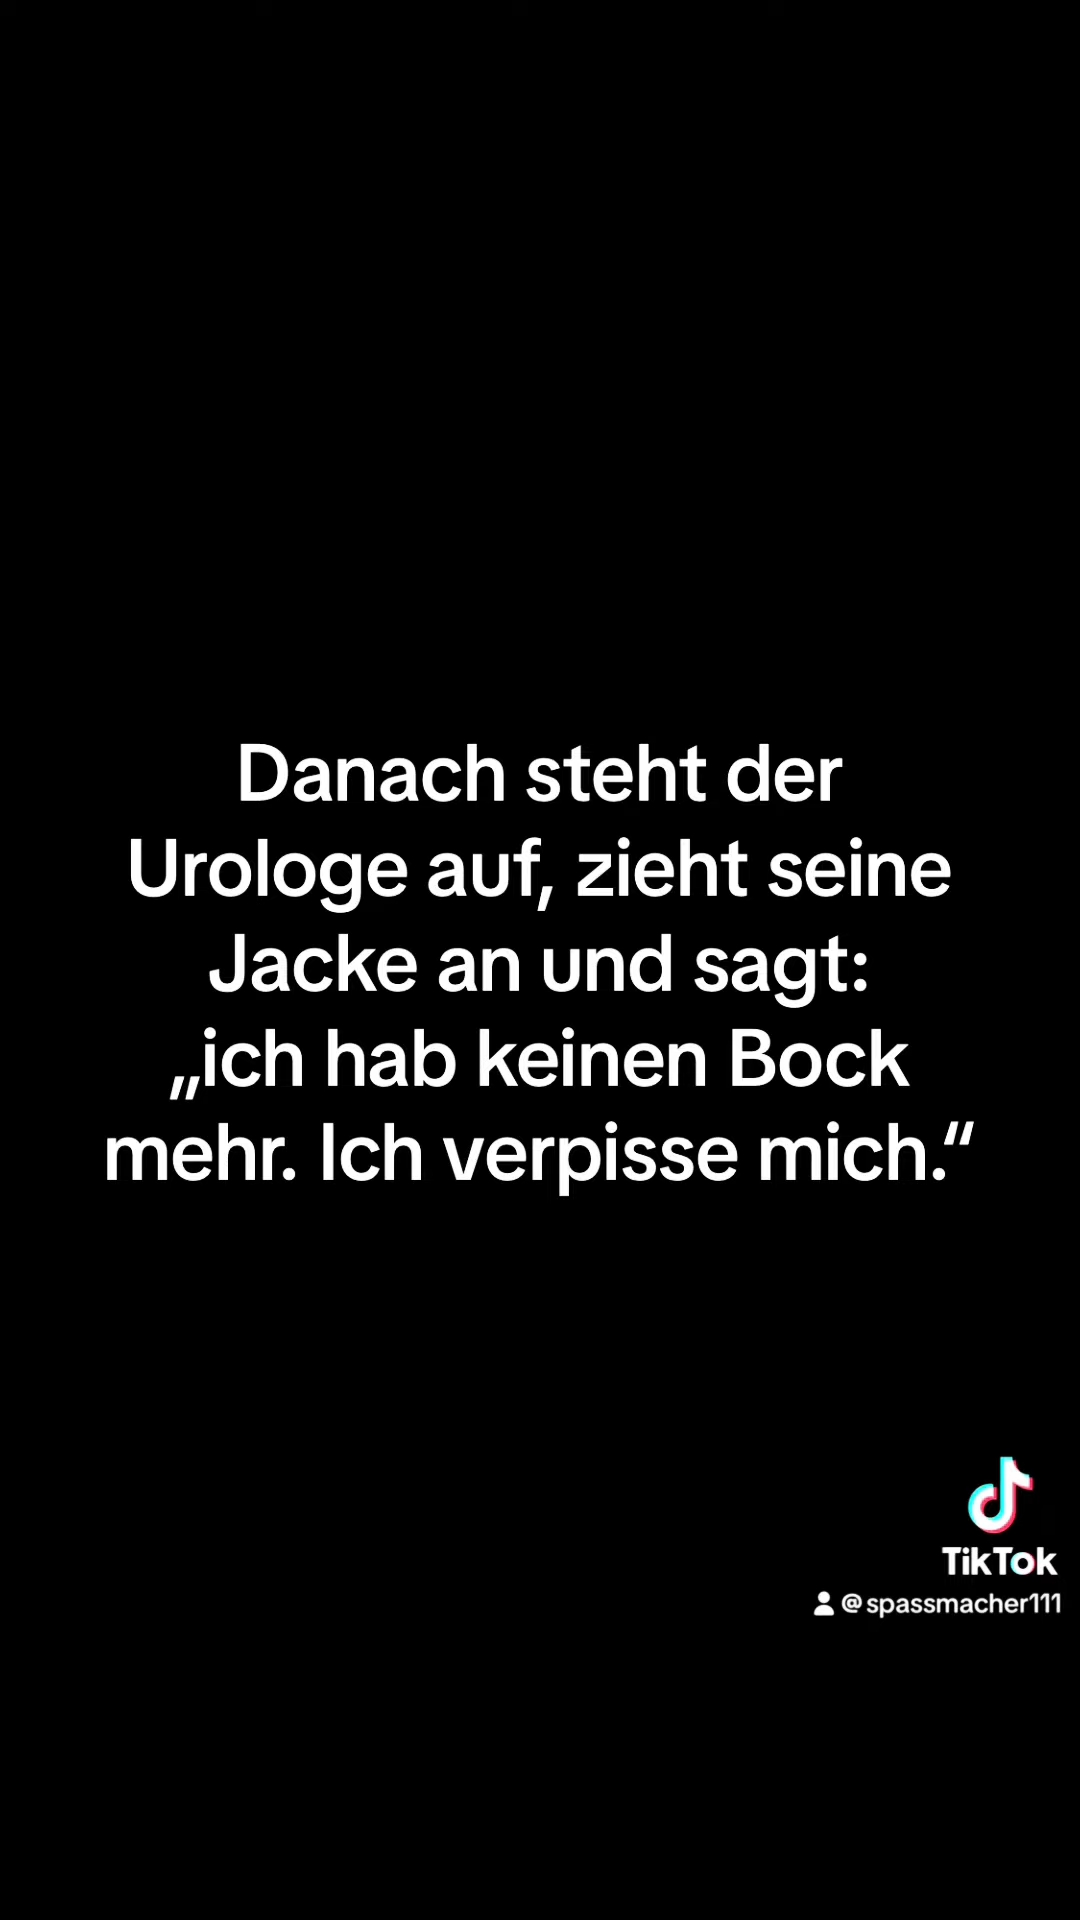 Danach steht der
Urologe auf, zieht seine
Jacke an und sagt:
„ich hab keinen Bock
mehr. Ich verpisse mich.“
TikTok
@spassmacher111